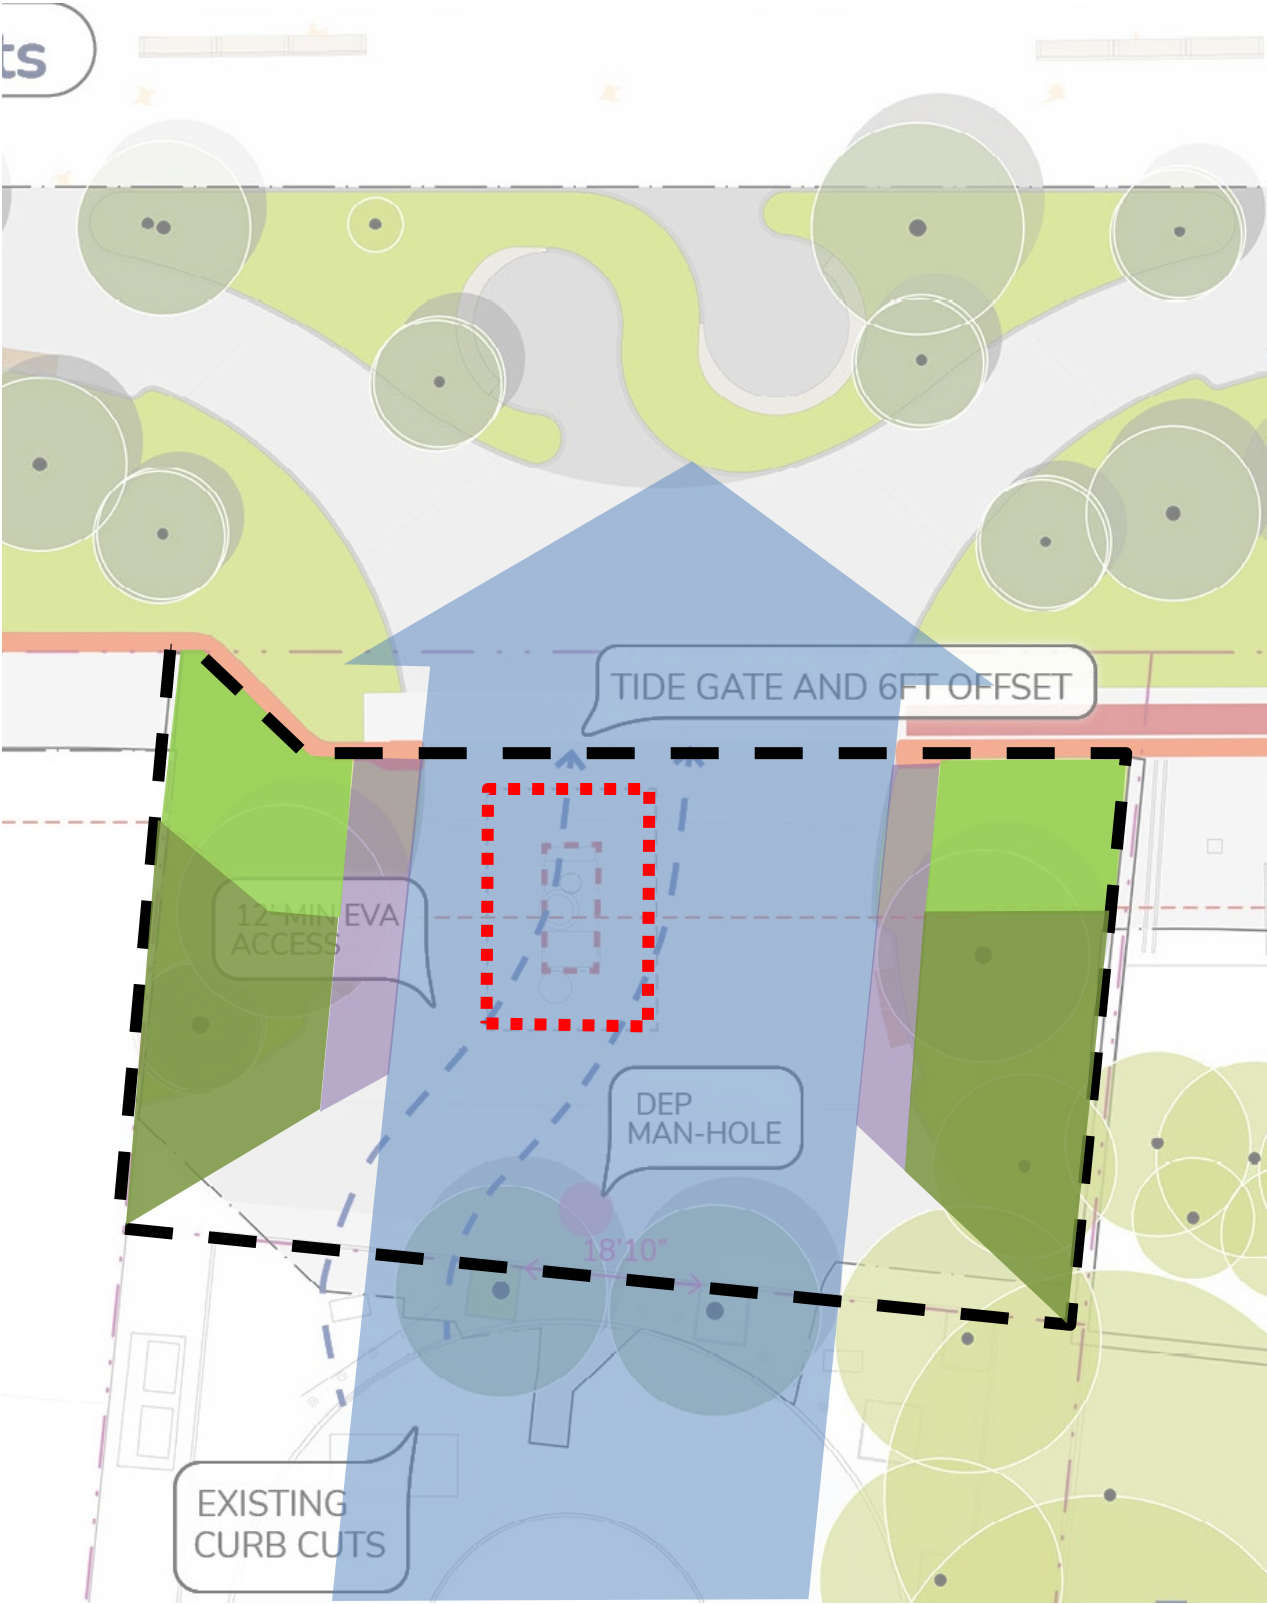 ts
TIDE GATE AND 6FT OFFSET
12' MIN EVA
ACCESS
DEP
MAN-HOLE
18'10"
EXISTING
CURB CUTS